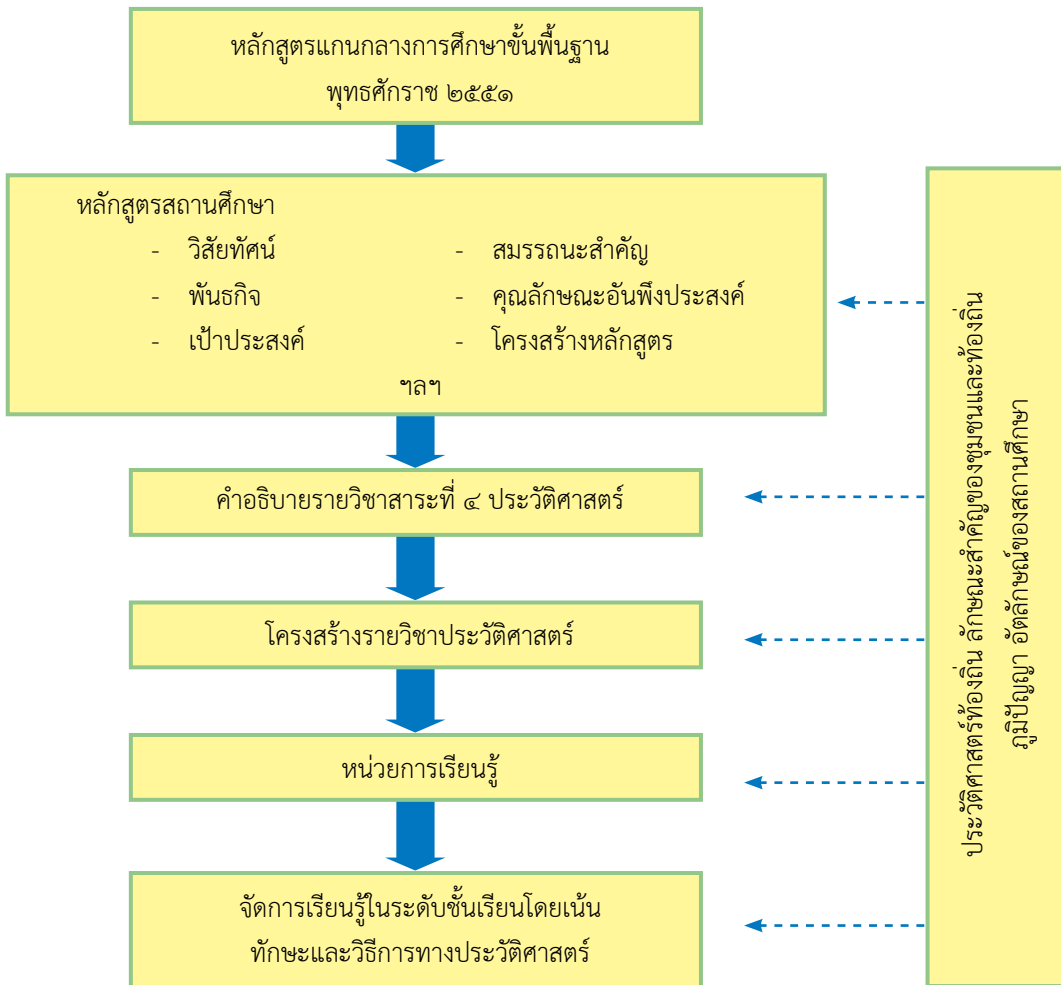 หลักสูตรแกนกลางการศึกษาขั้นพื้นฐาน
พุทธศักราช ๒๕๕๑
หลักสูตรสถานศึกษา
- วิสัยทัศน์ - สมรรถนะสำคัญ
- พันธกิจ - คุณลักษณะอันพึงประสงค์
- เป้าประสงค์ - โครงสร้างหลักสูตร
ฯลฯ
คำอธิบายรายวิชาสาระที่ ๔ ประวัติศาสตร์
โครงสร้างรายวิชาประวัติศาสตร์
หน่วยการเรียนรู้
จัดการเรียนรู้ในระดับชั้นเรียนโดยเน้น
ทักษะและวิธีการทางประวัติศาสตร์
ประวัติศาสตร์ท้องถิ่น ลักษณะสำคัญของชุมชนและท้องถิ่น
ภูมิปัญญา อัตลักษณ์ของสถานศึกษา